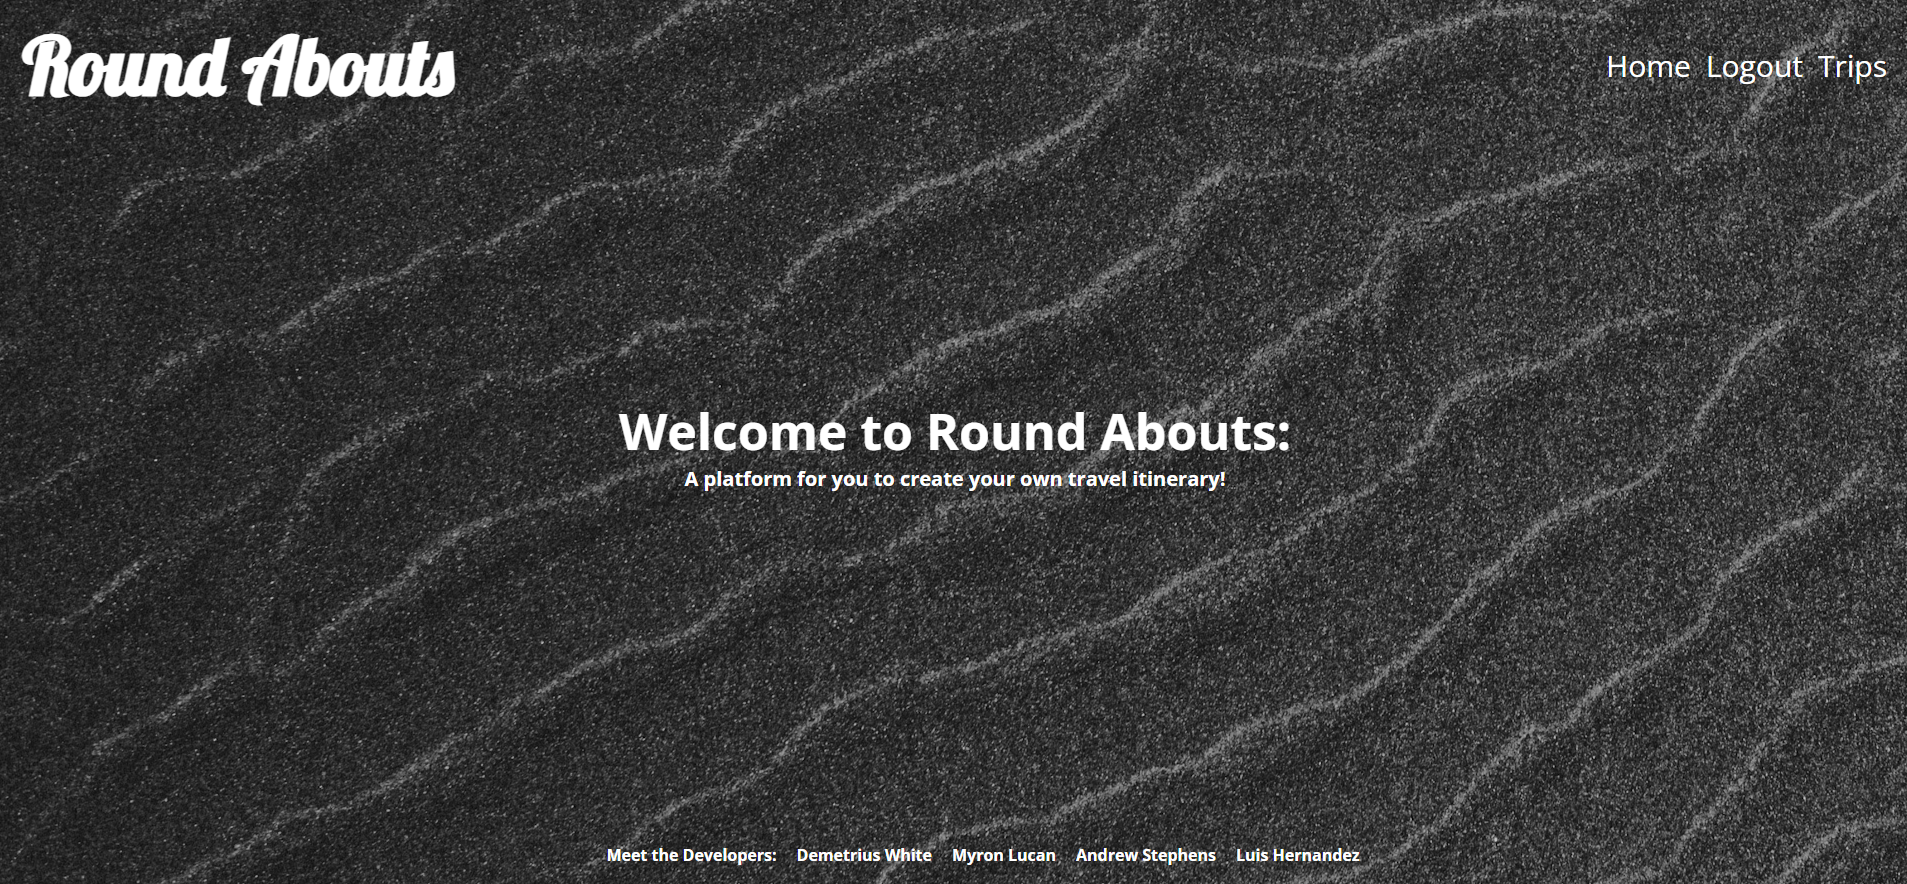 Round Abouts
Home Logout Trips
Welcome to Round Abouts:
A platform for you to create your own travel itinerary!
Meet the Developers: Demetrius White Myron Lucan Andrew Stephens Luis Hernandez